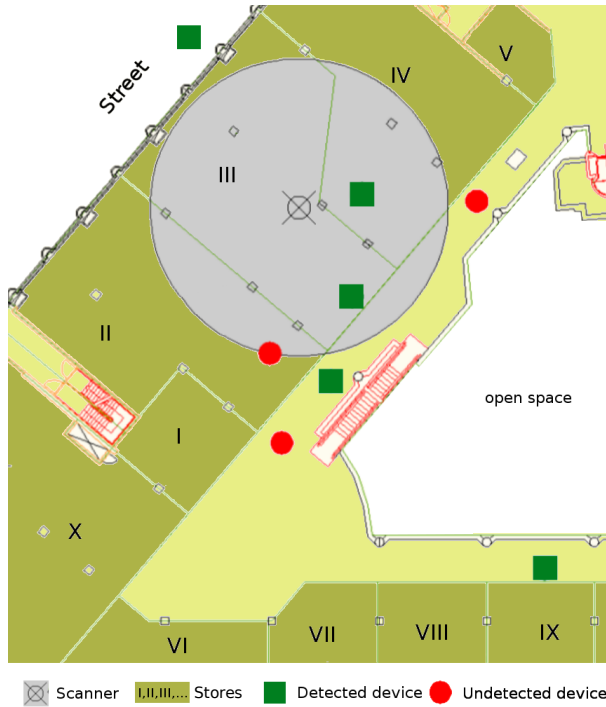 Street
V
IV
III
II
open space
I
X
VI
VII
VIII
IX
Scanner
I,II,III,... Stores
Detected device
Undetected device